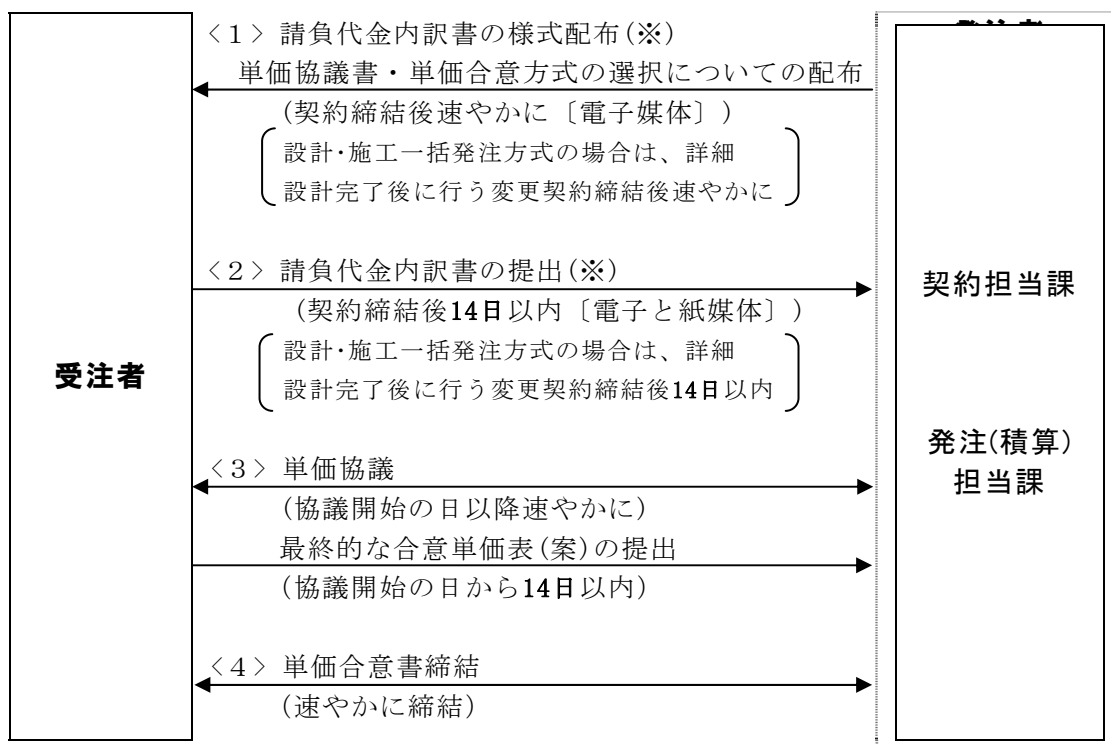 <1> 請負代金内訳書の様式配布(※)
単価協議書・単価合意方式の選択についての配布
(契約締結後速やかに〔電子媒体〕)
設計・施工一括発注方式の場合は、詳細
設計完了後に行う変更契約締結後速やかに
<2> 請負代金内訳書の提出(※)
(契約締結後14日以内〔電子と紙媒体〕)
設計・施工一括発注方式の場合は、詳細
設計完了後に行う変更契約締結後14日以内
受注者
契約担当課
発注(積算)
担当課
<3> 単価協議
(協議開始の日以降速やかに)
最終的な合意単価表(案)の提出
(協議開始の日から14日以内)
<4> 単価合意書締結
(速やかに締結)